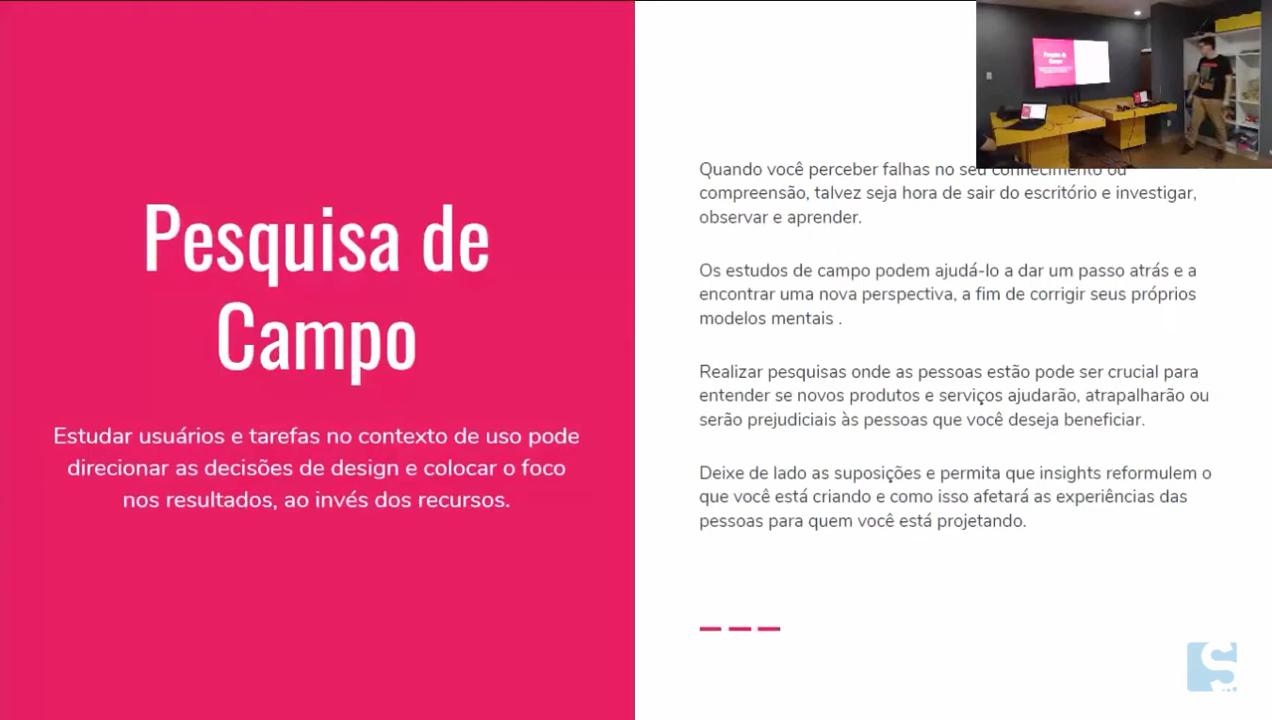 Pesquisa de
Campo
Estudar usuários e tarefas no contexto de uso pode
direcionar as decisões de design e colocar o foco
nos resultados, ao invés dos recursos.
Quando você perceber falhas no seu conhecimento ou
compreensão, talvez seja hora de sair do escritório e investigar,
observar e aprender.
Os estudos de campo podem ajudá-lo a dar um passo atrás e a
encontrar uma nova perspectiva, a fim de corrigir seus próprios
modelos mentais .
Realizar pesquisas onde as pessoas estão pode ser crucial para
entender se novos produtos e serviços ajudarão, atrapalharão ou
serão prejudiciais às pessoas que você deseja beneficiar.
Deixe de lado as suposições e permita que insights reformulem o
que você está criando e como isso afetará as experiências das
pessoas para quem você está projetando.
Pesquisa de
Campo
S